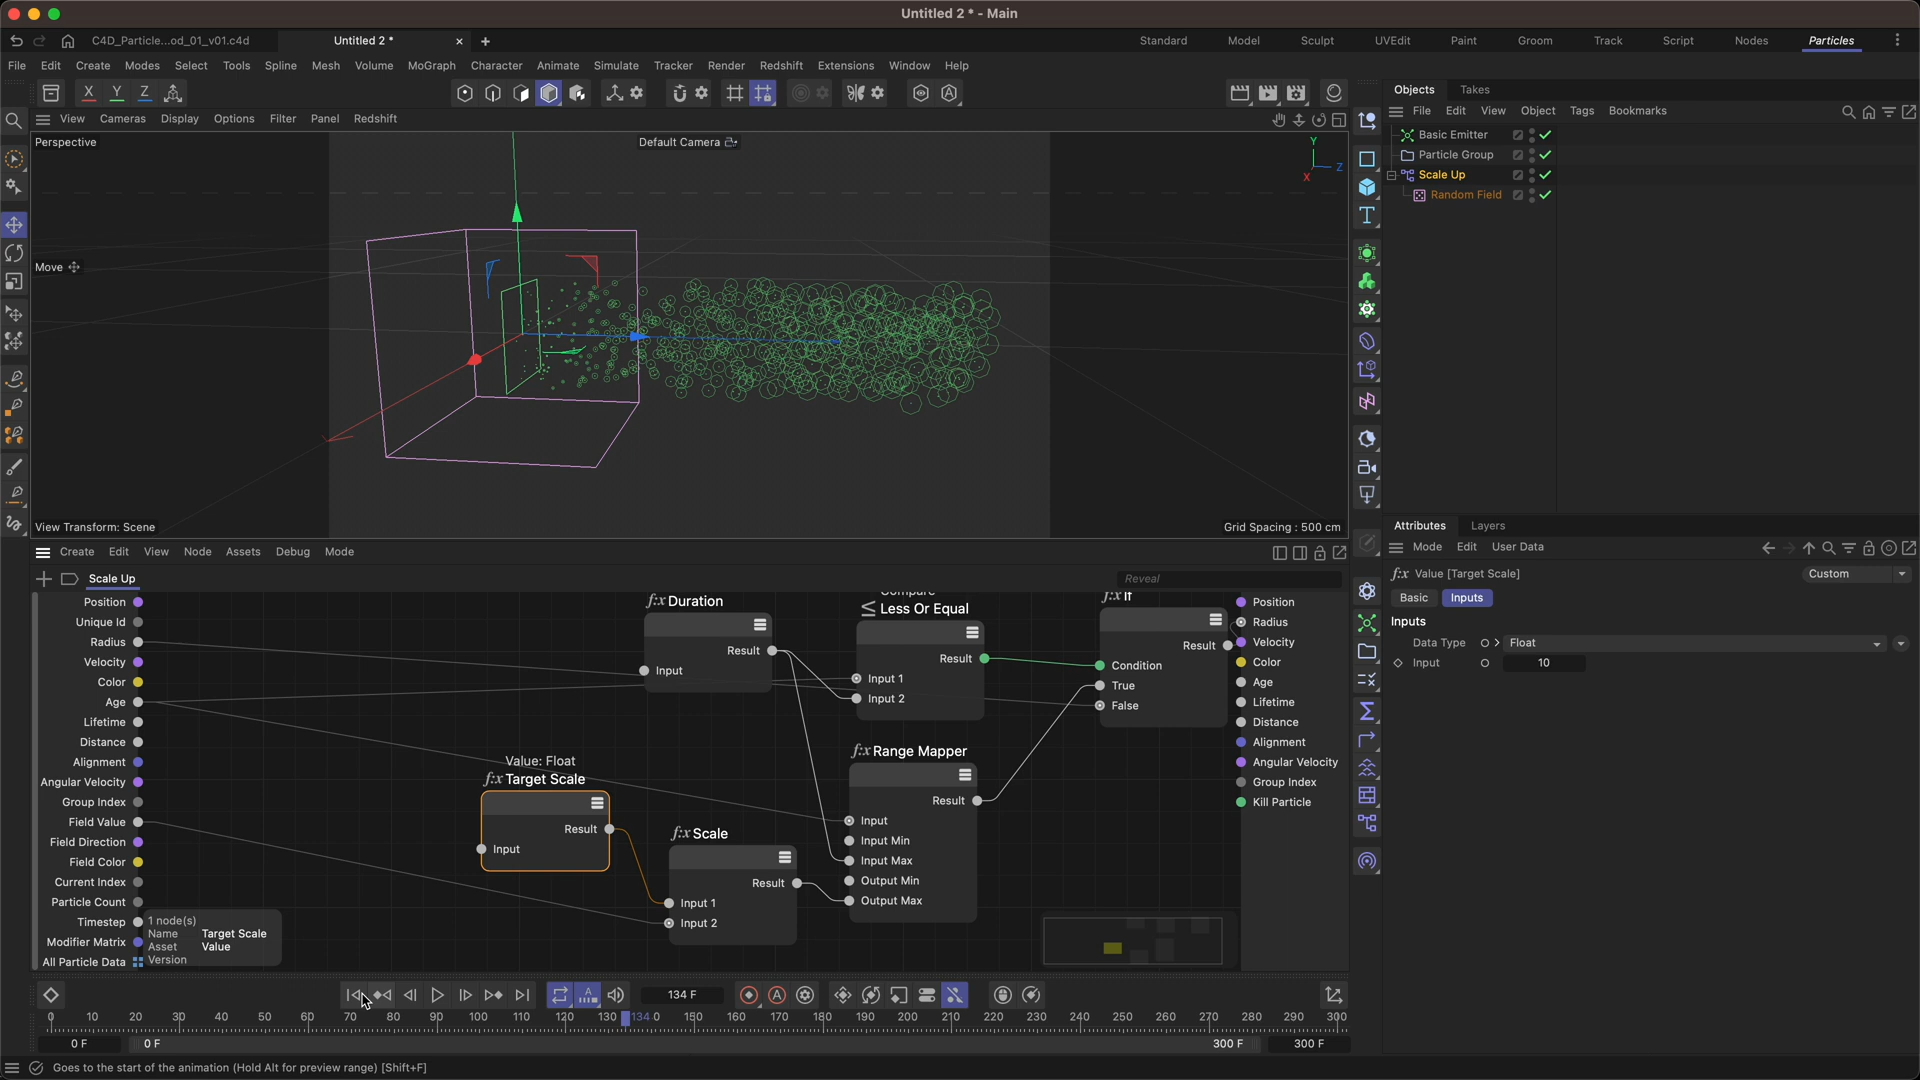 Untitled 2 * - Main
C4D_Particle...od_01_v01.c4d
Untitled 2 *
Standard
Model
Sculpt
UVEdit
Paint
Groom
Track
Script
Nodes
Particles
File Edit Create Modes Select Tools Spline Mesh Volume MoGraph Character Animate Simulate Tracker Render Redshift Extensions Window Help
X Y Z
View Cameras Display Options Filter Panel Redshift
Perspective
Default Camera
Y
Z
X
Move
View Transform: Scene
Grid Spacing : 500 cm
Objects
Takes
File Edit View Object Tags Bookmarks
Basic Emitter
Particle Group
Scale Up
Random Field
Create Edit View Node Assets Debug Mode
Scale Up
Reveal
Position
Unique Id
Radius
Velocity
Color
Age
Lifetime
Distance
Alignment
Angular Velocity
Group Index
Field Value
Field Direction
Field Color
Current Index
Particle Count
Timestep
Modifier Matrix
All Particle Data
1 node(s)
Name Target Scale
Asset Value
Version
f:x Duration
Result
Input
Value: Float
f:x Target Scale
Result
Input
f:x Scale
Result
Input 1
Input 2
Compare
≤ Less Or Equal
Result
Input 1
Input 2
f:x Range Mapper
Result
Input
Input Min
Input Max
Output Min
Output Max
f:x If
Result
Condition
True
False
Position
Radius
Velocity
Color
Age
Lifetime
Distance
Alignment
Angular Velocity
Group Index
Kill Particle
Attributes
Layers
Mode Edit User Data
f:x Value [Target Scale]
Custom
Basic
Inputs
Inputs
Data Type
Float
Input
10
134 F
0 10 20 30 40 50 60 70 80 90 100 110 120 130 134 0 150 160 170 180 190 200 210 220 230 240 250 260 270 280 290 300
0 F
0 F
300 F
300 F
Goes to the start of the animation (Hold Alt for preview range) [Shift+F]